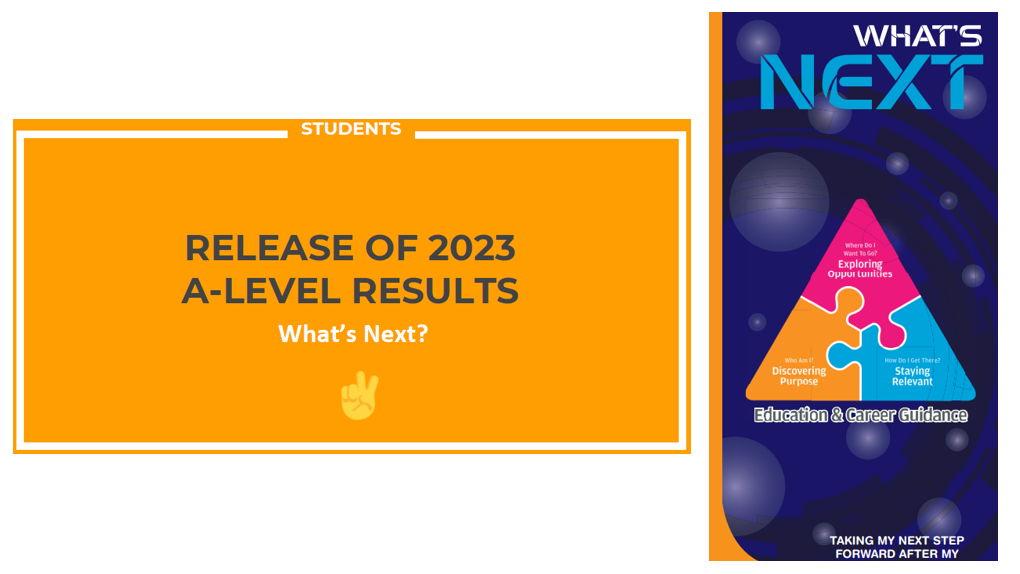 STUDENTS
RELEASE OF 2023
A-LEVEL RESULTS
What's Next?
WHAT'S
NEXT
Where Do I
Want To Go?
Exploring
Opportunities
Who Am I?
Discovering
Purpose
How Do I Get There?
Staying
Relevant
Education & Career Guidance
TAKING MY NEXT STEP
FORWARD AFTER MY